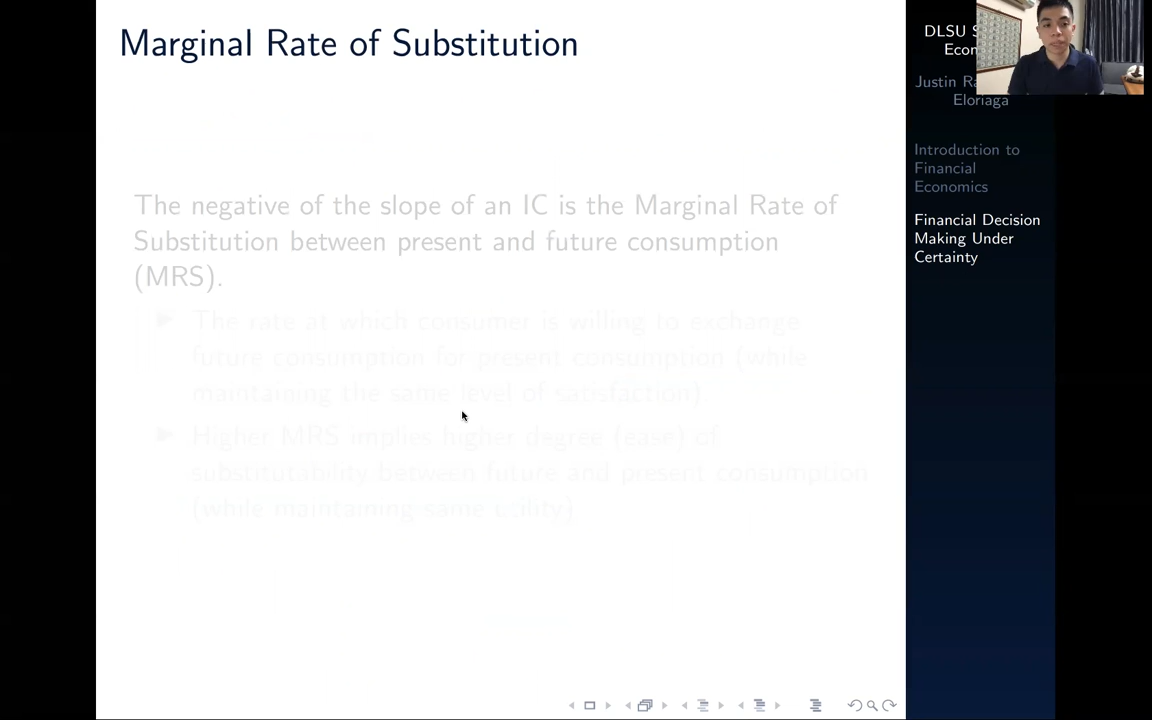 Marginal Rate of Substitution
The negative of the slope of an IC is the Marginal Rate of
Substitution between present and future consumption
(MRS).
The rate at which consumer is willing to exchange
future consumption for present consumption (while
maintaining the same level of satisfaction)
Higher MRS implies higher degree (ease) of
substitutability between future and present consumption
(while maintaining same utility)
DLSU
Justin
Eloriaga
Introduction to
Financial
Economics
Financial Decision
Making Under
Certainty